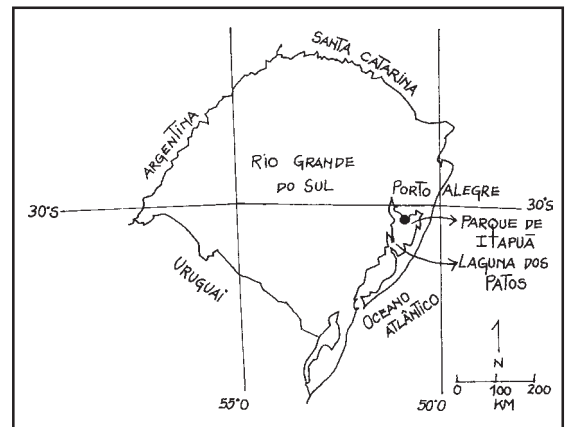 SANTA CATARINA
ARGENTINA
RIO GRANDE
DO SUL
PORTO ALEGRE
30°S
30°S
PARQUE DE
ITAPUÃ
LAGUNA DOS
PATOS
URUGUAI
OCEANO
ATLÂNTICO
N
0 100 200
KM
55°O
50°O